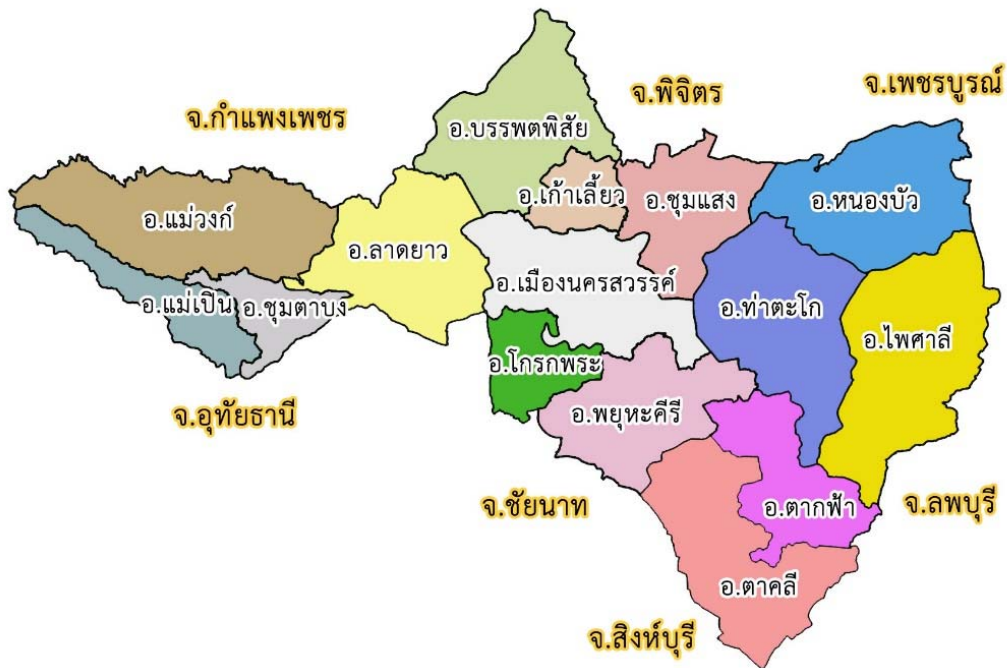 จ.เพชรบูรณ์
จ.พิจิตร
จ.กำแพงเพชร
อ.บรรพตพิสัย
อ.เก้าเลี้ยว
อ.ชุมแสง
อ.หนองบัว
อ.แม่วงก์
อ.ลาดยาว
อ.เมืองนครสวรรค์
อ.แม่เปิน
อ.ชุมตาบง
อ.ท่าตะโก
อ.ไพศาลี
อ.โกรกพระ
อ.พยุหะคีรี
จ.อุทัยธานี
จ.ชัยนาท
อ.ตากฟ้า
จ.ลพบุรี
อ.ตาคลี
จ.สิงห์บุรี